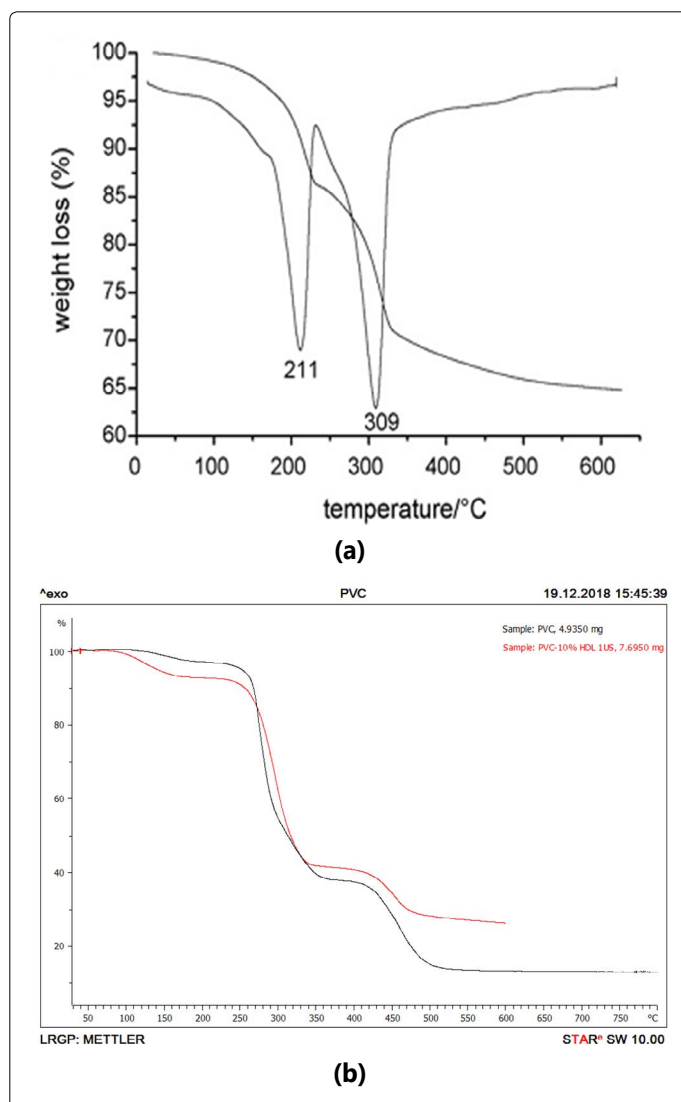 100
95
90
85
80
75
70
65
60
weight loss (%)
211
309
0 100 200 300 400 500 600
temperature/°C
(a)
^exo PVC 19.12.2018 15:45:39
%
Sample: PVC, 4.9350 mg
Sample: PVC-10% HDL 1US, 7.6950 mg
100
80
60
40
20
50 100 150 200 250 300 350 400 450 500 550 600 650 700 750 °C
LRGP: METTLER STARe SW 10.00
(b)